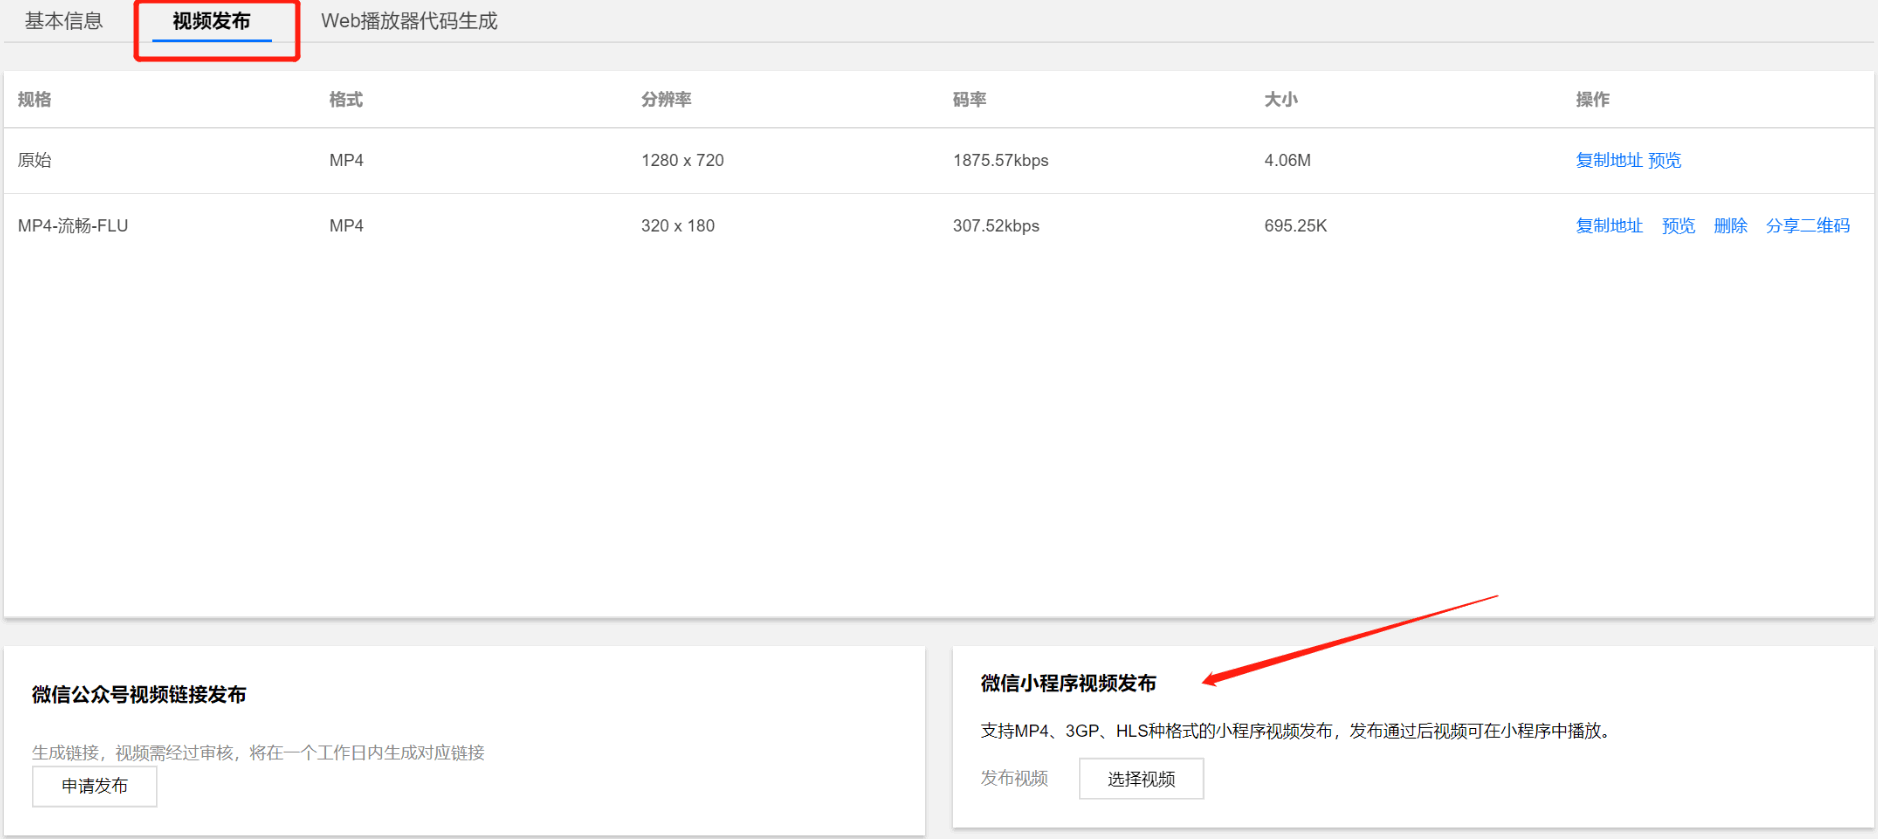 基本信息 视频发布 Web播放器代码生成
规格 格式 分辨率 码率 大小 操作
原始 MP4 1280 x 720 1875.57kbps 4.06M 复制地址 预览
MP4-流畅-FLU MP4 320 x 180 307.52kbps 695.25K 复制地址 预览 删除 分享二维码
微信公众号视频链接发布
生成链接，视频需经过审核，将在一个工作日内生成对应链接
申请发布
微信小程序视频发布
支持MP4、3GP、HLS种格式的小程序视频发布，发布通过后视频可在小程序中播放。
发布视频 选择视频